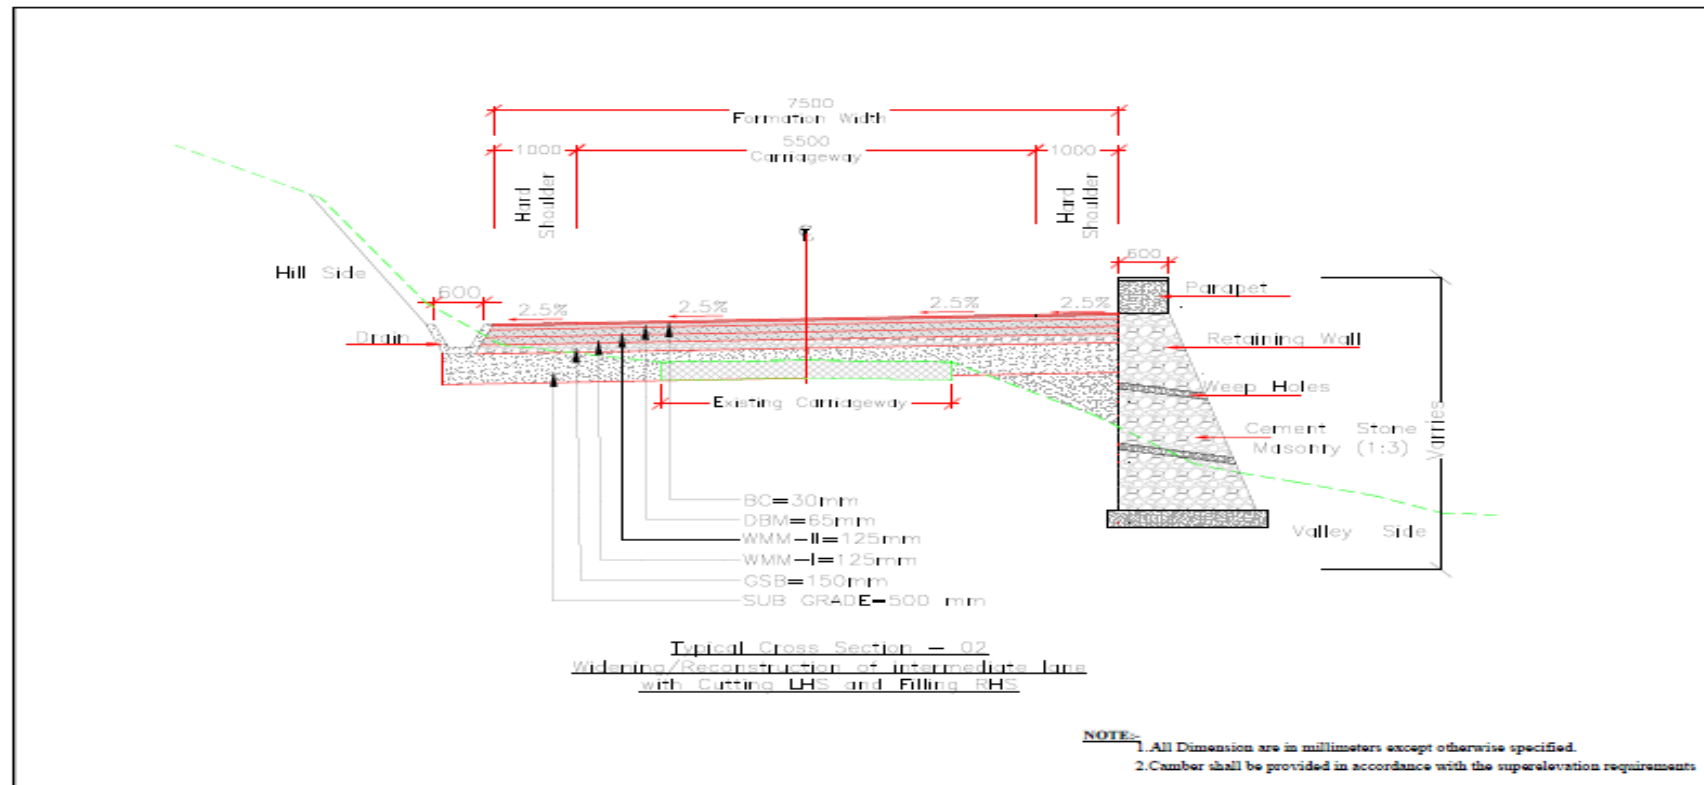 7500
Formation Width
5500
Carriageway
1000
1000
Hard
Shoulder
Hard
Shoulder
℄
600
Hill Side
600
2.5%
2.5%
2.5%
2.5%
Parapet
Drain
Retaining Wall
Weep Holes
Existing Carriageway
Cement Stone
Masonry (1:3)
Varries
BC=30mm
DBM=65mm
WMM-II=125mm
WMM-I=125mm
GSB=150mm
SUB GRADE-500 mm
Valley Side
Typical Cross Section - 02
Widening/Reconstruction of intermediate lane
with Cutting LHS and Filling RHS
NOTE:-
1.All Dimension are in millimeters except otherwise specified.
2.Camber shall be provided in accordance with the superelevation requirements